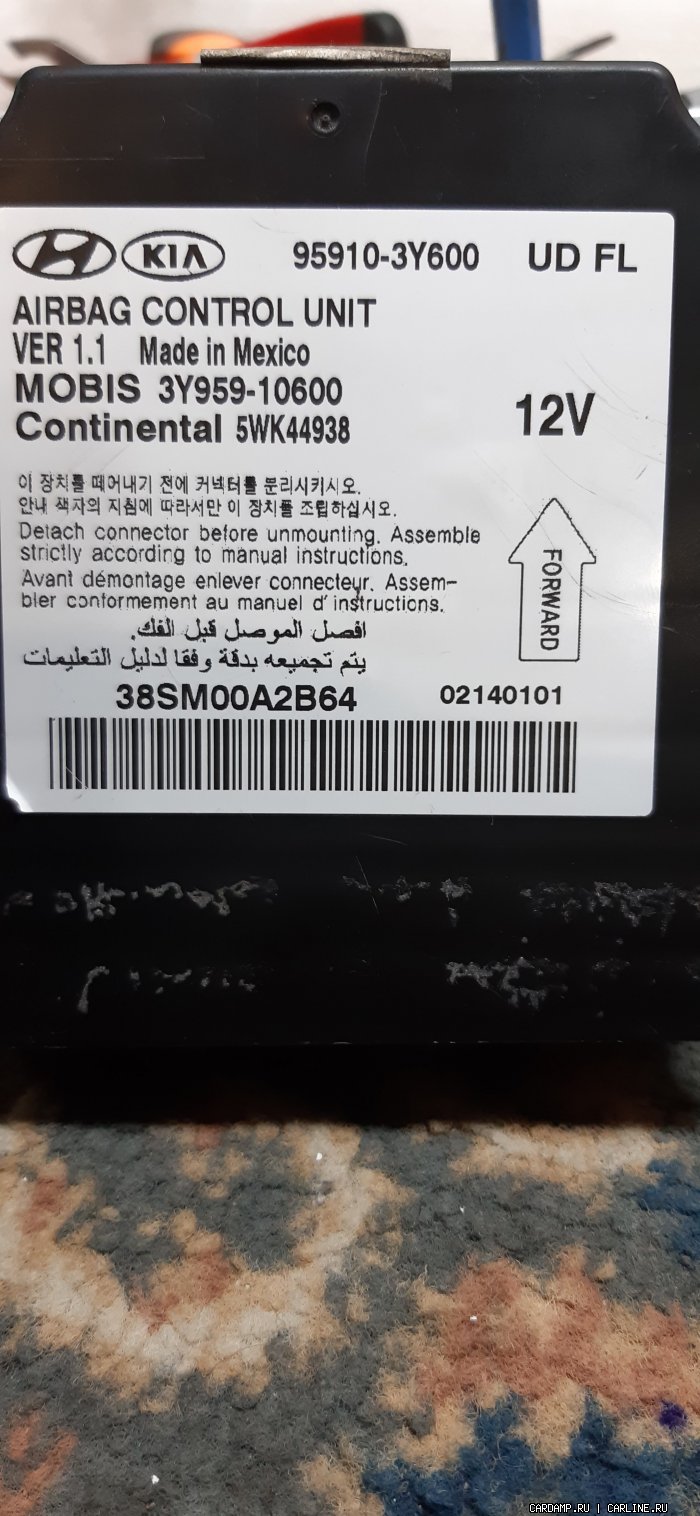 KIA 95910-3Y600 UD FL
AIRBAG CONTROL UNIT
VER 1.1 Made in Mexico
MOBIS 3Y959-10600
12V
Continental 5WK44938
이 장치를 떼어내기 전에 커넥터를 분리시키시오.
안내 책자의 지침에 따라서만 이 장치를 조립하십시오.
Detach connector before unmounting. Assemble
strictly according to manual instructions.
FORWARD
Avant démontage enlever connecteur. Assem-
bler conformement au manuel d'instructions.
افصل الموصل قبل الفك.
يتم تجميعه بدقة وفقا لدليل التعليمات
38SM00A2B64 02140101
CARDAMP.RU | CARLINE.RU